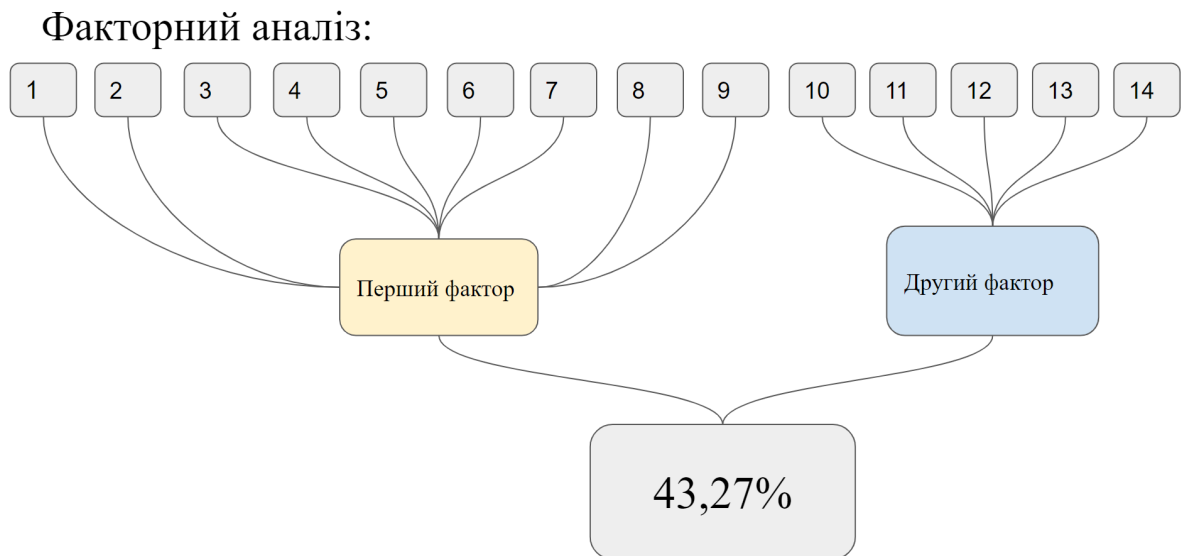 Факторний аналіз:
1 2 3 4 5 6 7 8 9 10 11 12 13 14
Перший фактор
Другий фактор
43,27%